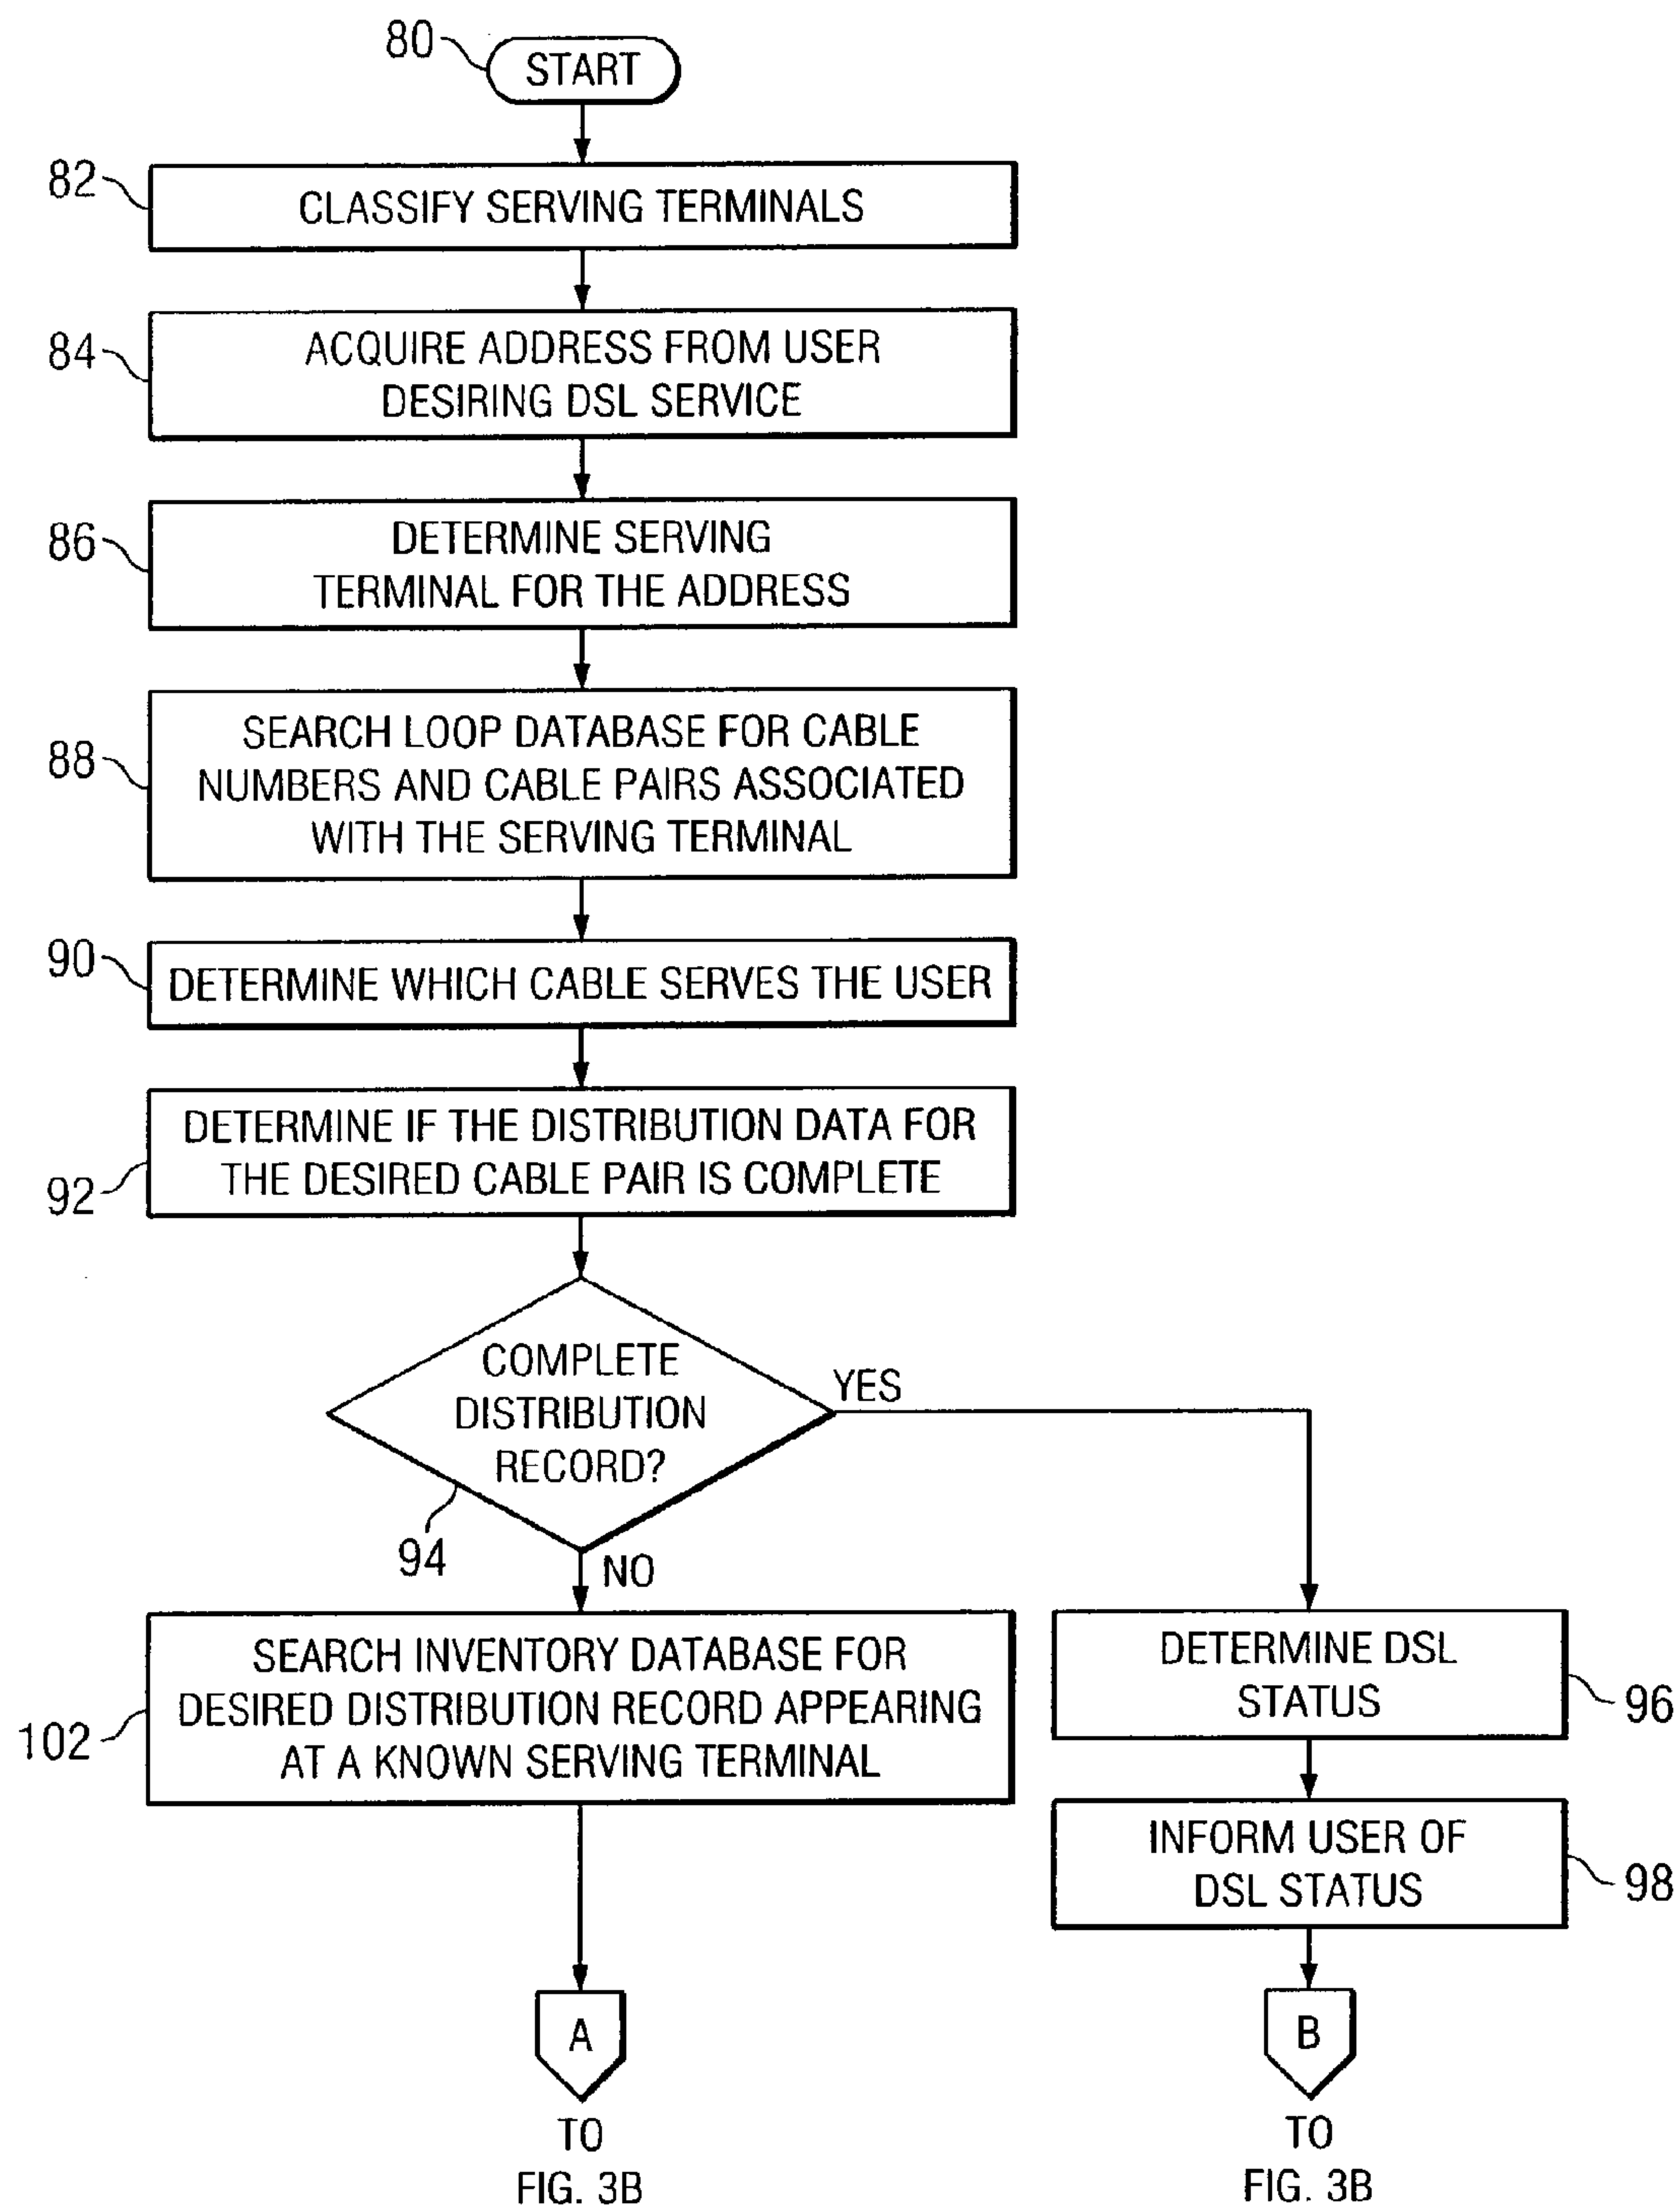 80
START
82
CLASSIFY SERVING TERMINALS
84
ACQUIRE ADDRESS FROM USER
DESIRING DSL SERVICE
86
DETERMINE SERVING
TERMINAL FOR THE ADDRESS
88
SEARCH LOOP DATABASE FOR CABLE
NUMBERS AND CABLE PAIRS ASSOCIATED
WITH THE SERVING TERMINAL
90
DETERMINE WHICH CABLE SERVES THE USER
92
DETERMINE IF THE DISTRIBUTION DATA FOR
THE DESIRED CABLE PAIR IS COMPLETE
COMPLETE
DISTRIBUTION
RECORD?
94
YES
NO
102
SEARCH INVENTORY DATABASE FOR
DESIRED DISTRIBUTION RECORD APPEARING
AT A KNOWN SERVING TERMINAL
DETERMINE DSL
STATUS
96
INFORM USER OF
DSL STATUS
98
A
TO
FIG. 3B
B
TO
FIG. 3B